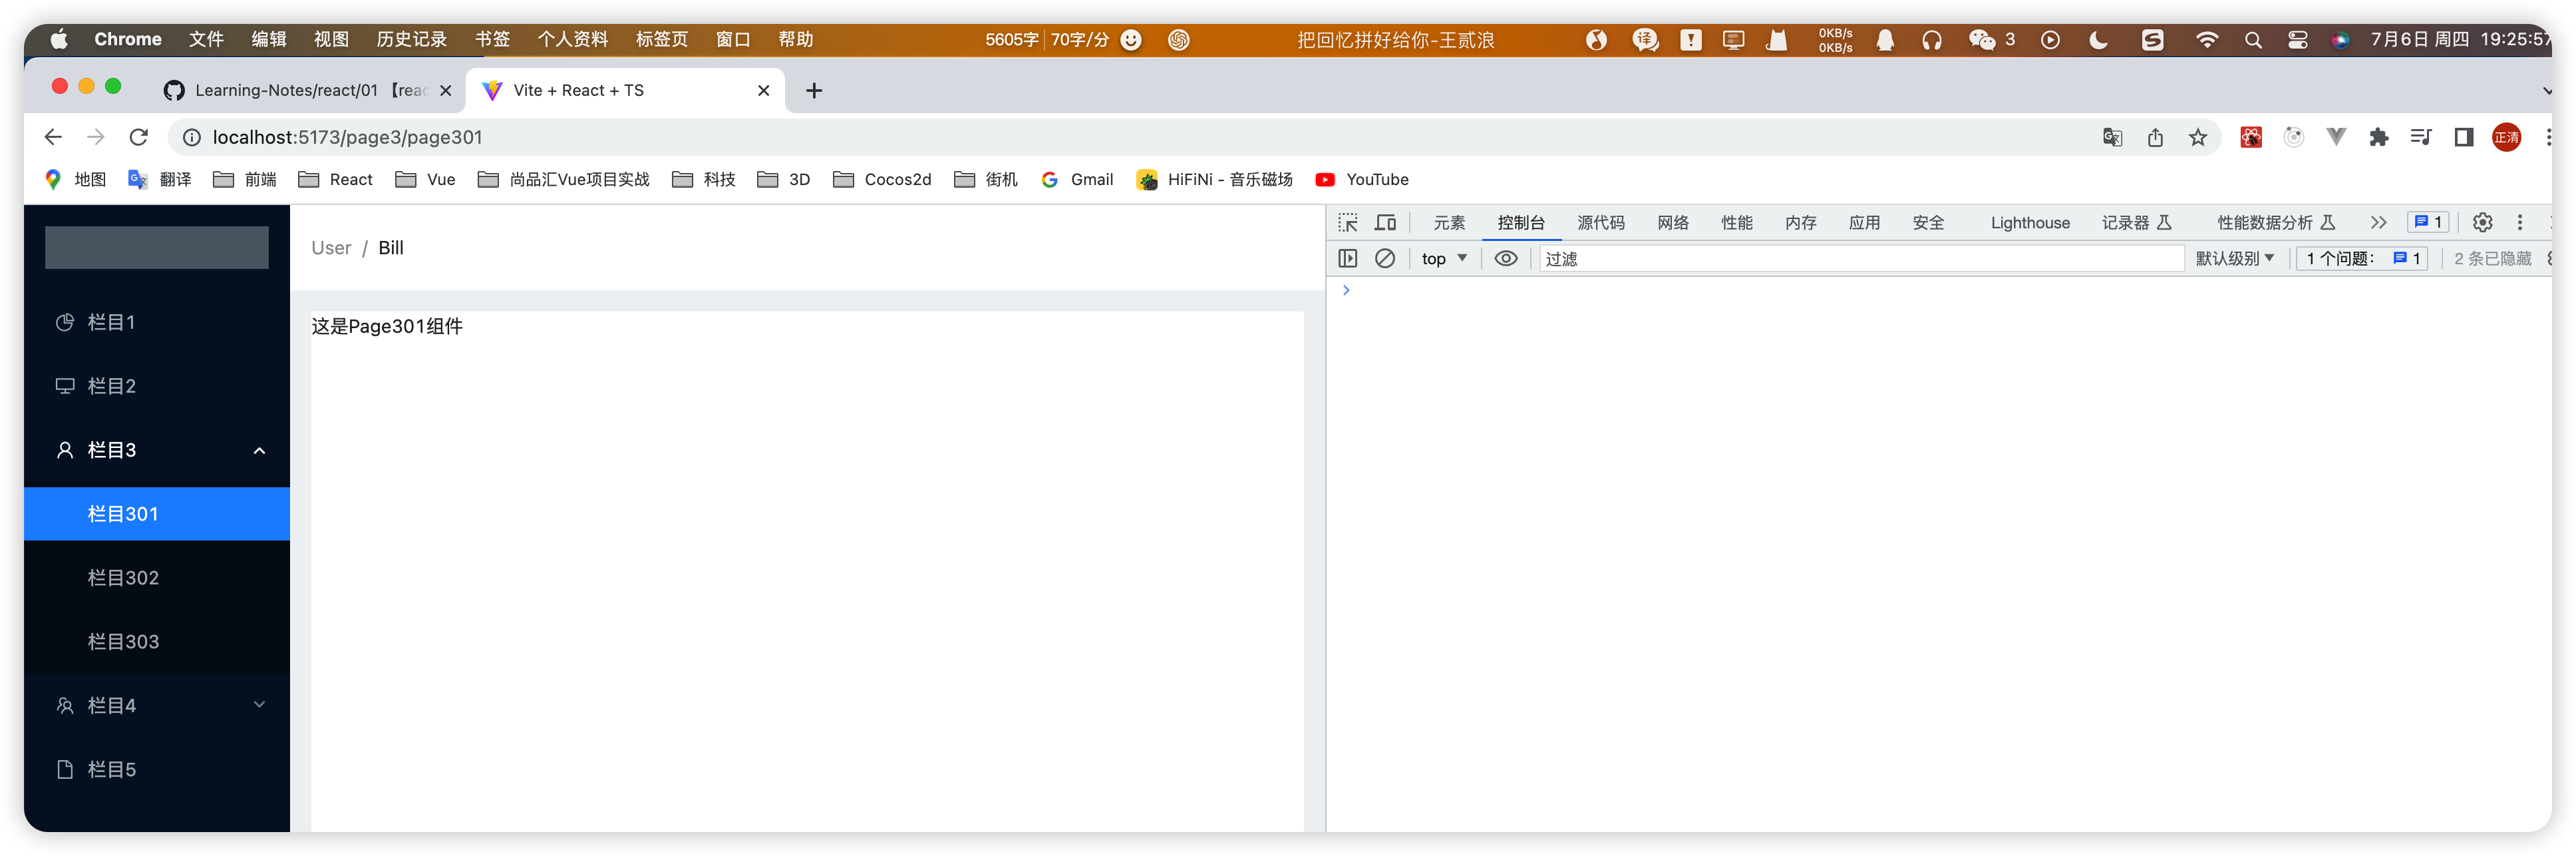 Chrome 文件 编辑 视图 历史记录 书签 个人资料 标签页 窗口 帮助 5605字 70字/分 把回忆拼好给你-王贰浪 译 0KB/s 0KB/s 3 7月6日 周四 19:25:57
Learning-Notes/react/01 【reac Vite + React + TS
localhost:5173/page3/page301 正清
地图 翻译 前端 React Vue 尚品汇Vue项目实战 科技 3D Cocos2d 街机 Gmail HiFiNi - 音乐磁场 YouTube
元素 控制台 源代码 网络 性能 内存 应用 安全 Lighthouse 记录器 性能数据分析 1
top 过滤 默认级别 1 个问题: 1 2 条已隐藏
User / Bill
这是Page301组件
栏目1
栏目2
栏目3
栏目301
栏目302
栏目303
栏目4
栏目5